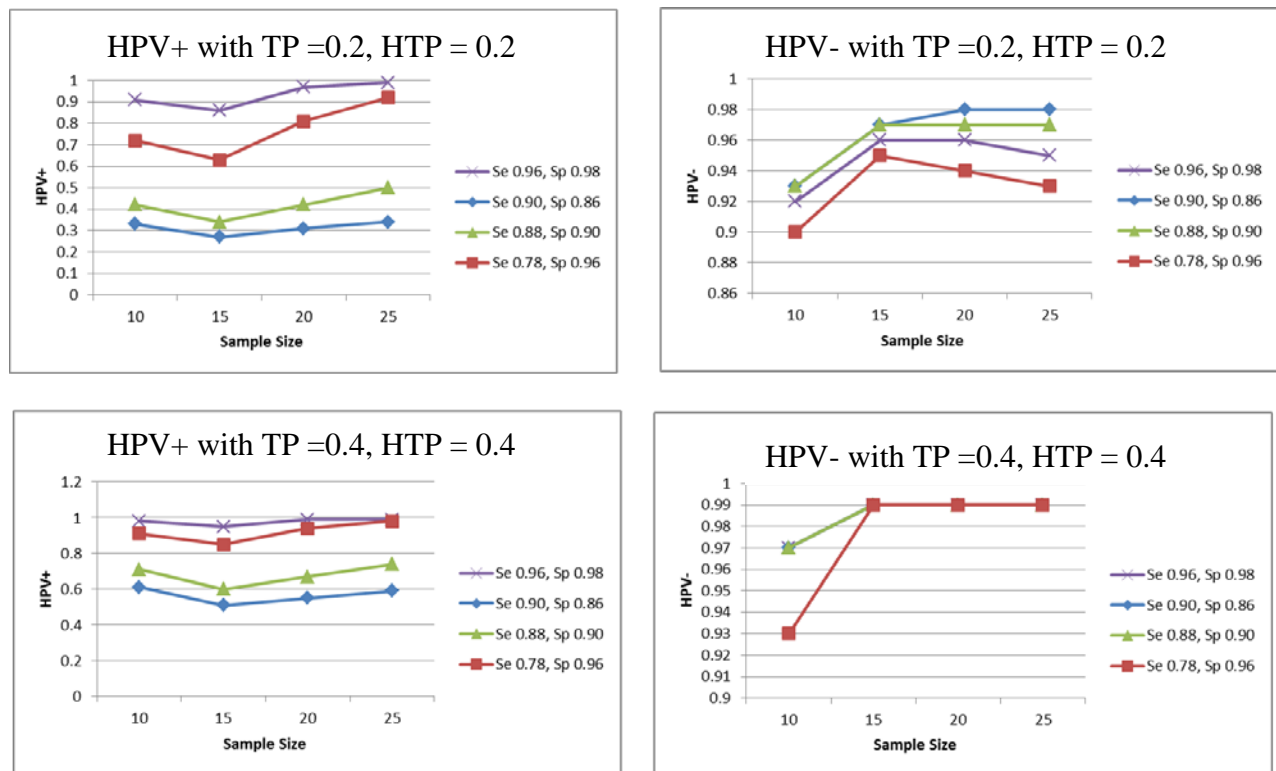 HPV+ with TP =0.2, HTP = 0.2
1
0.9
0.8
0.7
0.6
0.5
0.4
0.3
0.2
0.1
0
HPV+
10 15 20 25
Sample Size
Se 0.96, Sp 0.98
Se 0.90, Sp 0.86
Se 0.88, Sp 0.90
Se 0.78, Sp 0.96
HPV- with TP =0.2, HTP = 0.2
1
0.98
0.96
0.94
0.92
0.9
0.88
0.86
HPV-
10 15 20 25
Sample Size
Se 0.96, Sp 0.98
Se 0.90, Sp 0.86
Se 0.88, Sp 0.90
Se 0.78, Sp 0.96
HPV+ with TP =0.4, HTP = 0.4
1.2
1
0.8
0.6
0.4
0.2
0
HPV+
10 15 20 25
Sample Size
Se 0.96, Sp 0.98
Se 0.90, Sp 0.86
Se 0.88, Sp 0.90
Se 0.78, Sp 0.96
HPV- with TP =0.4, HTP = 0.4
1
0.99
0.98
0.97
0.96
0.95
0.94
0.93
0.92
0.91
0.9
HPV-
10 15 20 25
Sample Size
Se 0.96, Sp 0.98
Se 0.90, Sp 0.86
Se 0.88, Sp 0.90
Se 0.78, Sp 0.96